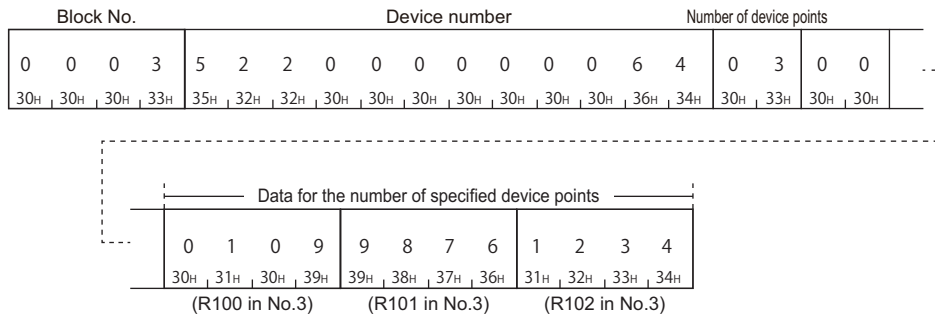 Block No. Device number Number of device points
0 0 0 3 5 2 2 0 0 0 0 0 0 0 6 4 0 3 0 0
30H 30H 30H 33H 35H 32H 32H 30H 30H 30H 30H 30H 30H 30H 36H 34H 30H 33H 30H 30H
Data for the number of specified device points
0 1 0 9 9 8 7 6 1 2 3 4
30H 31H 30H 39H 39H 38H 37H 36H 31H 32H 33H 34H
(R100 in No.3) (R101 in No.3) (R102 in No.3)